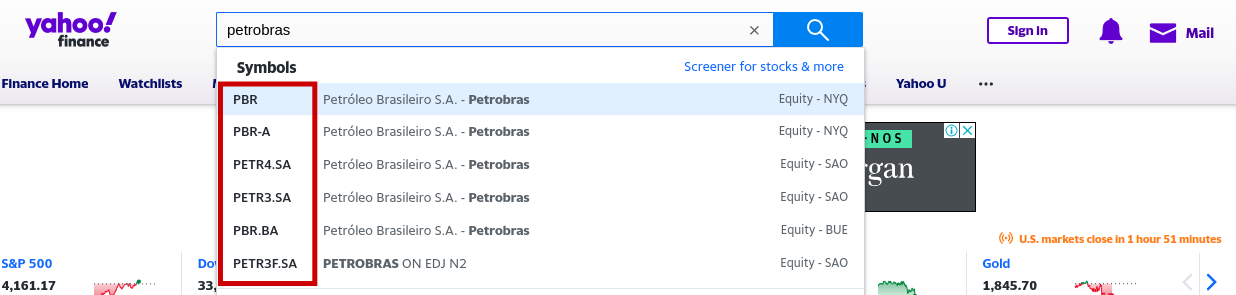 yahoo!
finance
petrobras
Sign in
Mail
Symbols
Screener for stocks & more
Finance Home
Watchlists
Yahoo U
PBR Petróleo Brasileiro S.A. - Petrobras Equity - NYQ
PBR-A Petróleo Brasileiro S.A. - Petrobras Equity - NYQ
PETR4.SA Petróleo Brasileiro S.A. - Petrobras Equity - SAO
PETR3.SA Petróleo Brasileiro S.A. - Petrobras Equity - SAO
PBR.BA Petróleo Brasileiro S.A. - Petrobras Equity - BUE
PETR3F.SA PETROBRAS ON EDJ N2 Equity - SAO
NOS
rgan
U.S. markets close in 1 hour 51 minutes
S&P 500
4,161.17
Do
33,
Gold
1,845.70